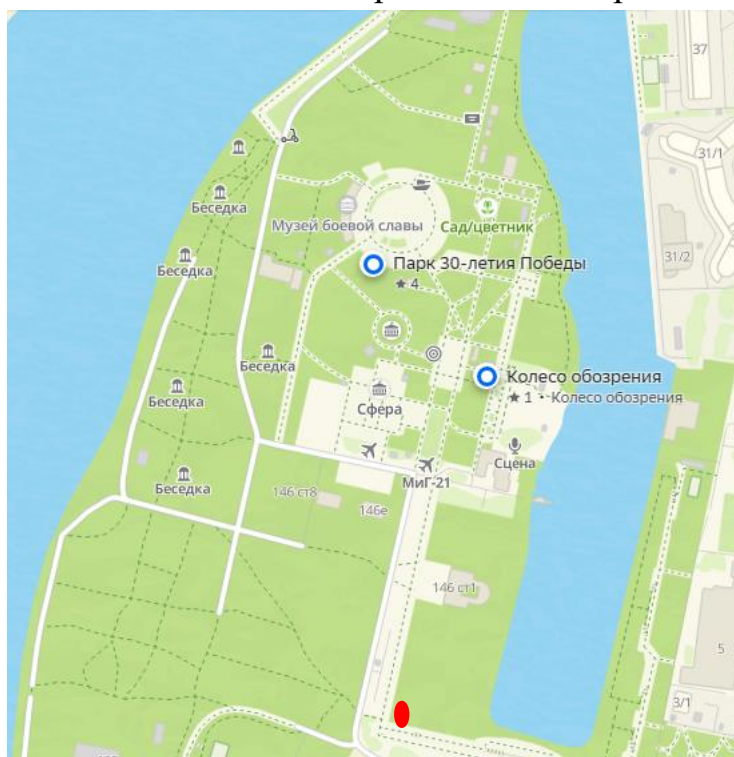 37
31/1
Беседка
Музей боевой славы
Сад/цветник
31/2
Беседка
Парк 30-летия Победы
★ 4
Беседка
Колесо обозрения
★ 1 • Колесо обозрения
Беседка
Сфера
Сцена
Беседка
МиГ-21
146 ст8
146е
146 ст1
5
3/1